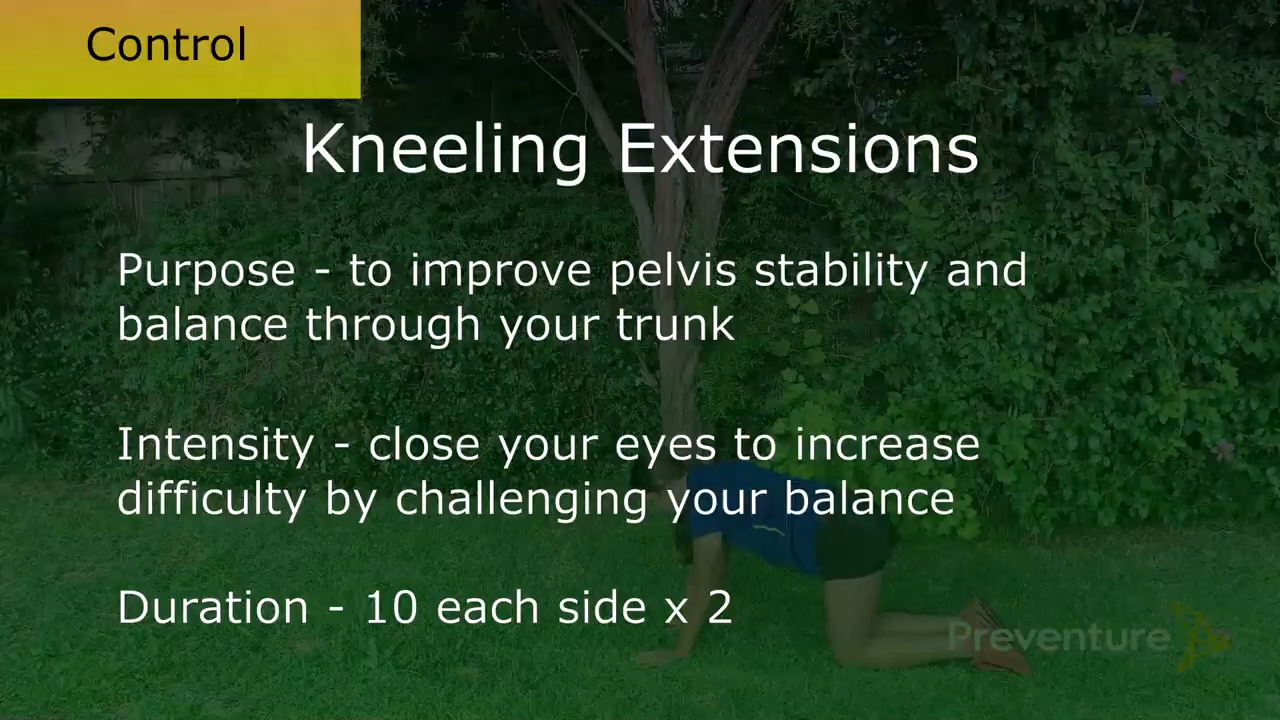 Control
Kneeling Extensions
Purpose - to improve pelvis stability and
balance through your trunk
Intensity - close your eyes to increase
difficulty by challenging your balance
Duration - 10 each side x 2
Preventure